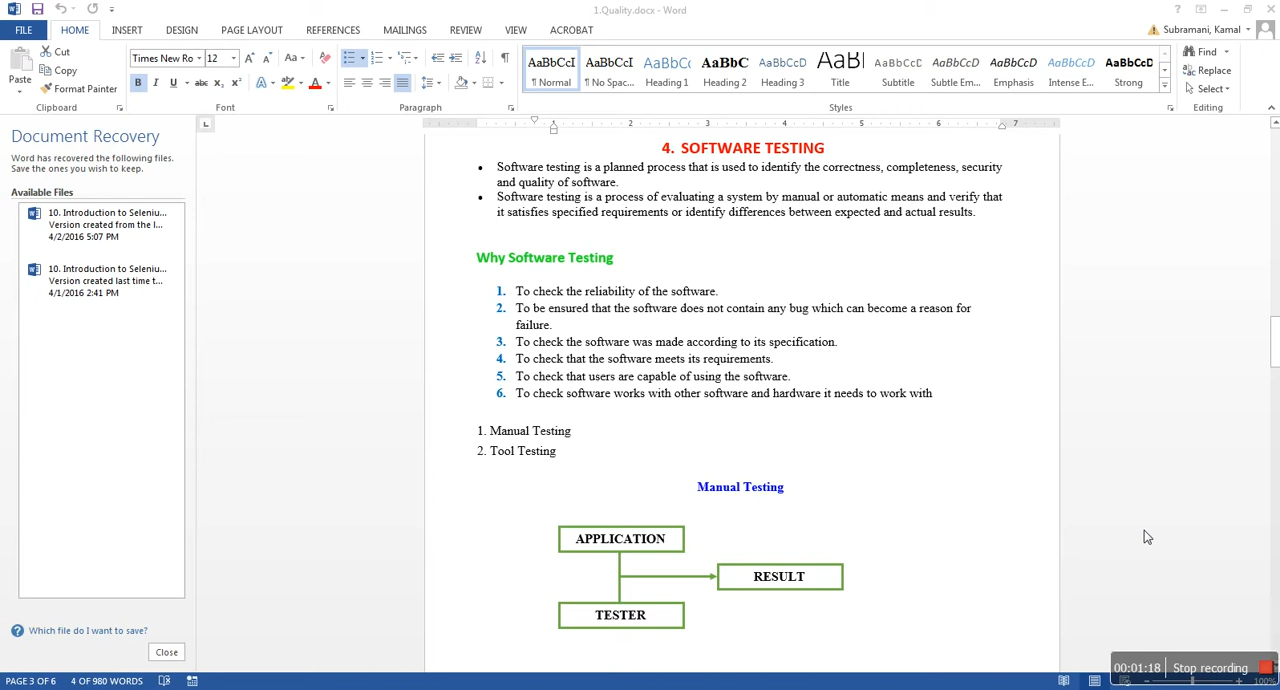 1.Quality.docx - Word
FILE HOME INSERT DESIGN PAGE LAYOUT REFERENCES MAILINGS REVIEW VIEW ACROBAT
Subramani, Kamal
Paste
Cut
Copy
Format Painter
Clipboard
Times New Ro 12
Font
Paragraph
AaBbCcI AaBbCcI AaBbCc AaBbC AaBbCcD AaBl AaBbCcD AaBbCcD AaBbCcD AaBbCcD AaBbCcD
¶ Normal ¶ No Spac... Heading 1 Heading 2 Heading 3 Title Subtitle Subtle Em... Emphasis Intense E... Strong
Styles
Find
Replace
Select
Editing
Document Recovery
Word has recovered the following files.
Save the ones you wish to keep.
Available Files
10. Introduction to Seleniu...
Version created from the l...
4/2/2016 5:07 PM
10. Introduction to Seleniu...
Version created last time t...
4/1/2016 2:41 PM
Which file do I want to save?
Close
2 3 4 5 6 7
4. SOFTWARE TESTING
• Software testing is a planned process that is used to identify the correctness, completeness, security
and quality of software.
• Software testing is a process of evaluating a system by manual or automatic means and verify that
it satisfies specified requirements or identify differences between expected and actual results.
Why Software Testing
1. To check the reliability of the software.
2. To be ensured that the software does not contain any bug which can become a reason for
failure.
3. To check the software was made according to its specification.
4. To check that the software meets its requirements.
5. To check that users are capable of using the software.
6. To check software works with other software and hardware it needs to work with
1. Manual Testing
2. Tool Testing
Manual Testing
APPLICATION
RESULT
TESTER
00:01:18 Stop recording
PAGE 3 OF 6 4 OF 980 WORDS
100%